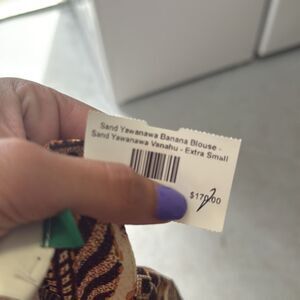 Sand Yawanawa Banana Blouse -
Sand Yawanawa Vanahu - Extra Small
$170.00